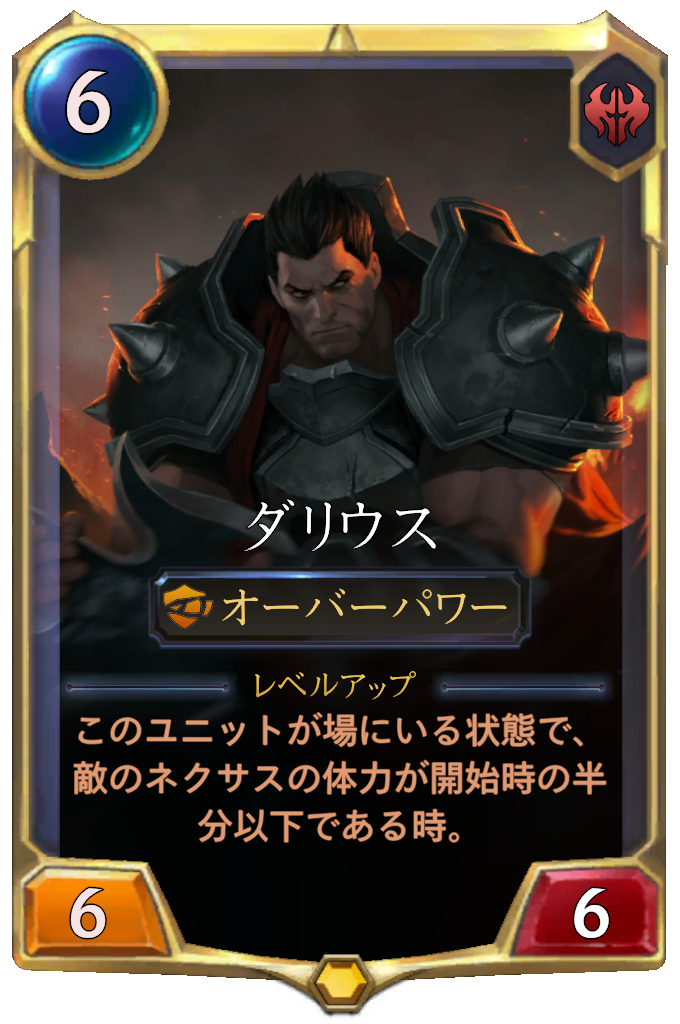 6
ダリウス
オーバーパワー
レベルアップ
このユニットが場にいる状態で、
敵のネクサスの体力が開始時の半
分以下である時。
6
6